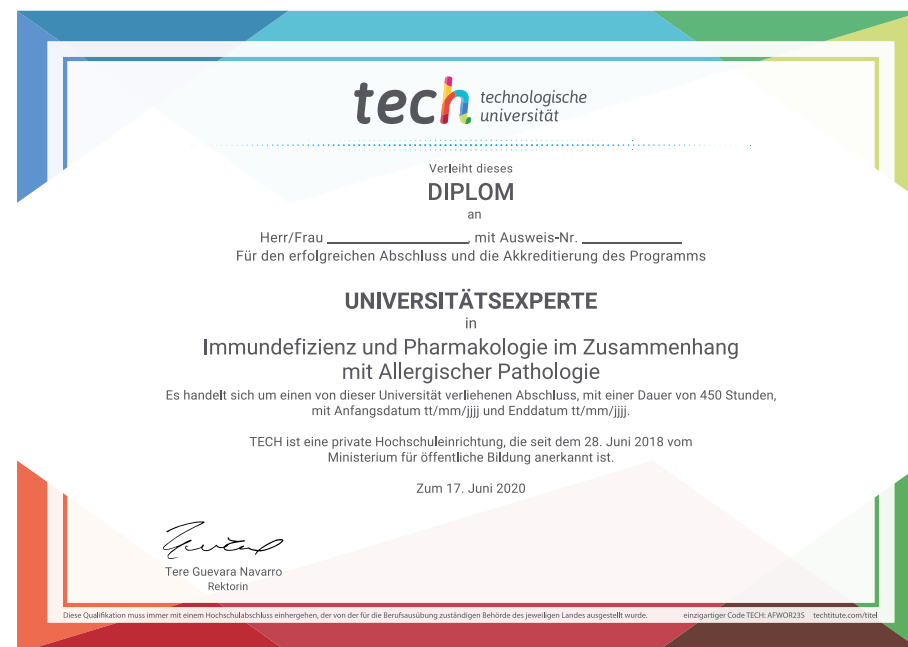 tech technologische
universität
Verleiht dieses
DIPLOM
an
Herr/Frau ____________________, mit Ausweis-Nr. ______________
Für den erfolgreichen Abschluss und die Akkreditierung des Programms
UNIVERSITÄTSEXPERTE
in
Immundefizienz und Pharmakologie im Zusammenhang
mit Allergischer Pathologie
Es handelt sich um einen von dieser Universität verliehenen Abschluss, mit einer Dauer von 450 Stunden,
mit Anfangsdatum tt/mm/jjjj und Enddatum tt/mm/jjjj.
TECH ist eine private Hochschuleinrichtung, die seit dem 28. Juni 2018 vom
Ministerium für öffentliche Bildung anerkannt ist.
Zum 17. Juni 2020
Tere Guevara Navarro
Rektorin
Diese Qualifikation muss immer mit einem Hochschulabschluss einhergehen, der von der für die Berufsausübung zuständigen Behörde des jeweiligen Landes ausgestellt wurde. einzigartiger Code TECH: AFWOR23S techtitute.com/titel